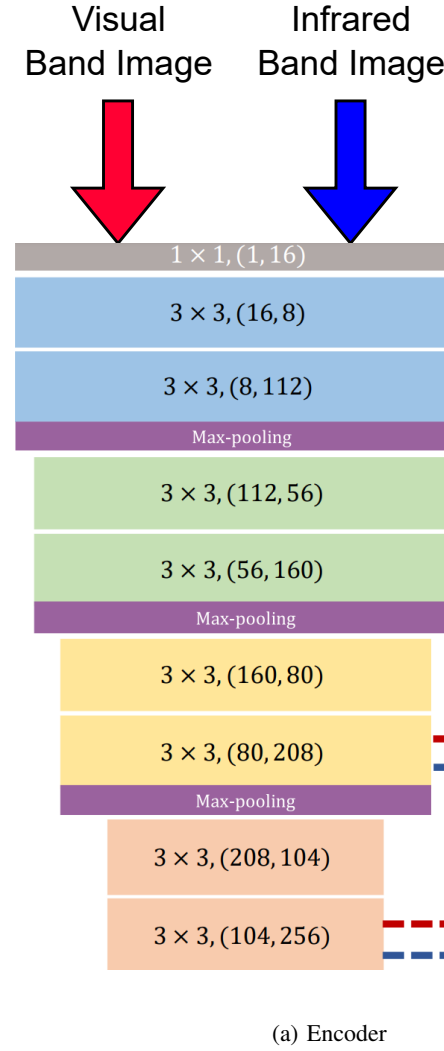 Visual
Band Image
Infrared
Band Image
1 × 1, (1, 16)
3 × 3, (16, 8)
3 × 3, (8, 112)
Max-pooling
3 × 3, (112, 56)
3 × 3, (56, 160)
Max-pooling
3 × 3, (160, 80)
3 × 3, (80, 208)
Max-pooling
3 × 3, (208, 104)
3 × 3, (104, 256)
(a) Encoder